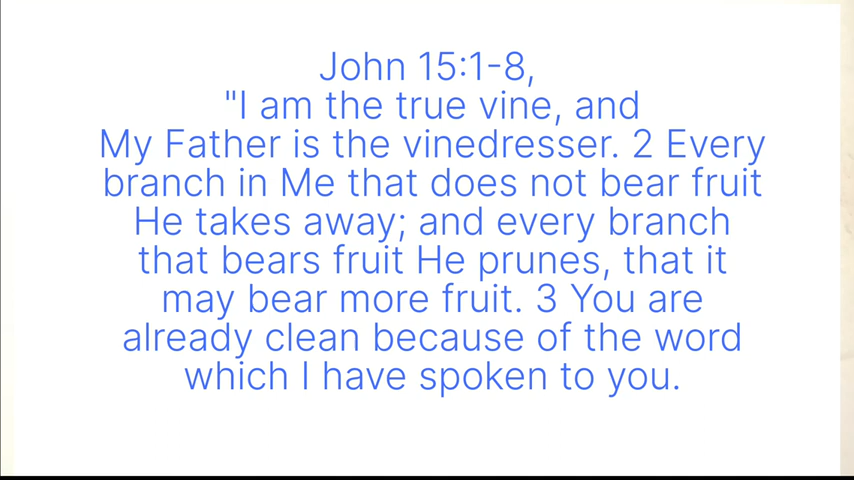 John 15:1-8,
"I am the true vine, and
My Father is the vinedresser. 2 Every
branch in Me that does not bear fruit
He takes away; and every branch
that bears fruit He prunes, that it
may bear more fruit. 3 You are
already clean because of the word
which I have spoken to you.